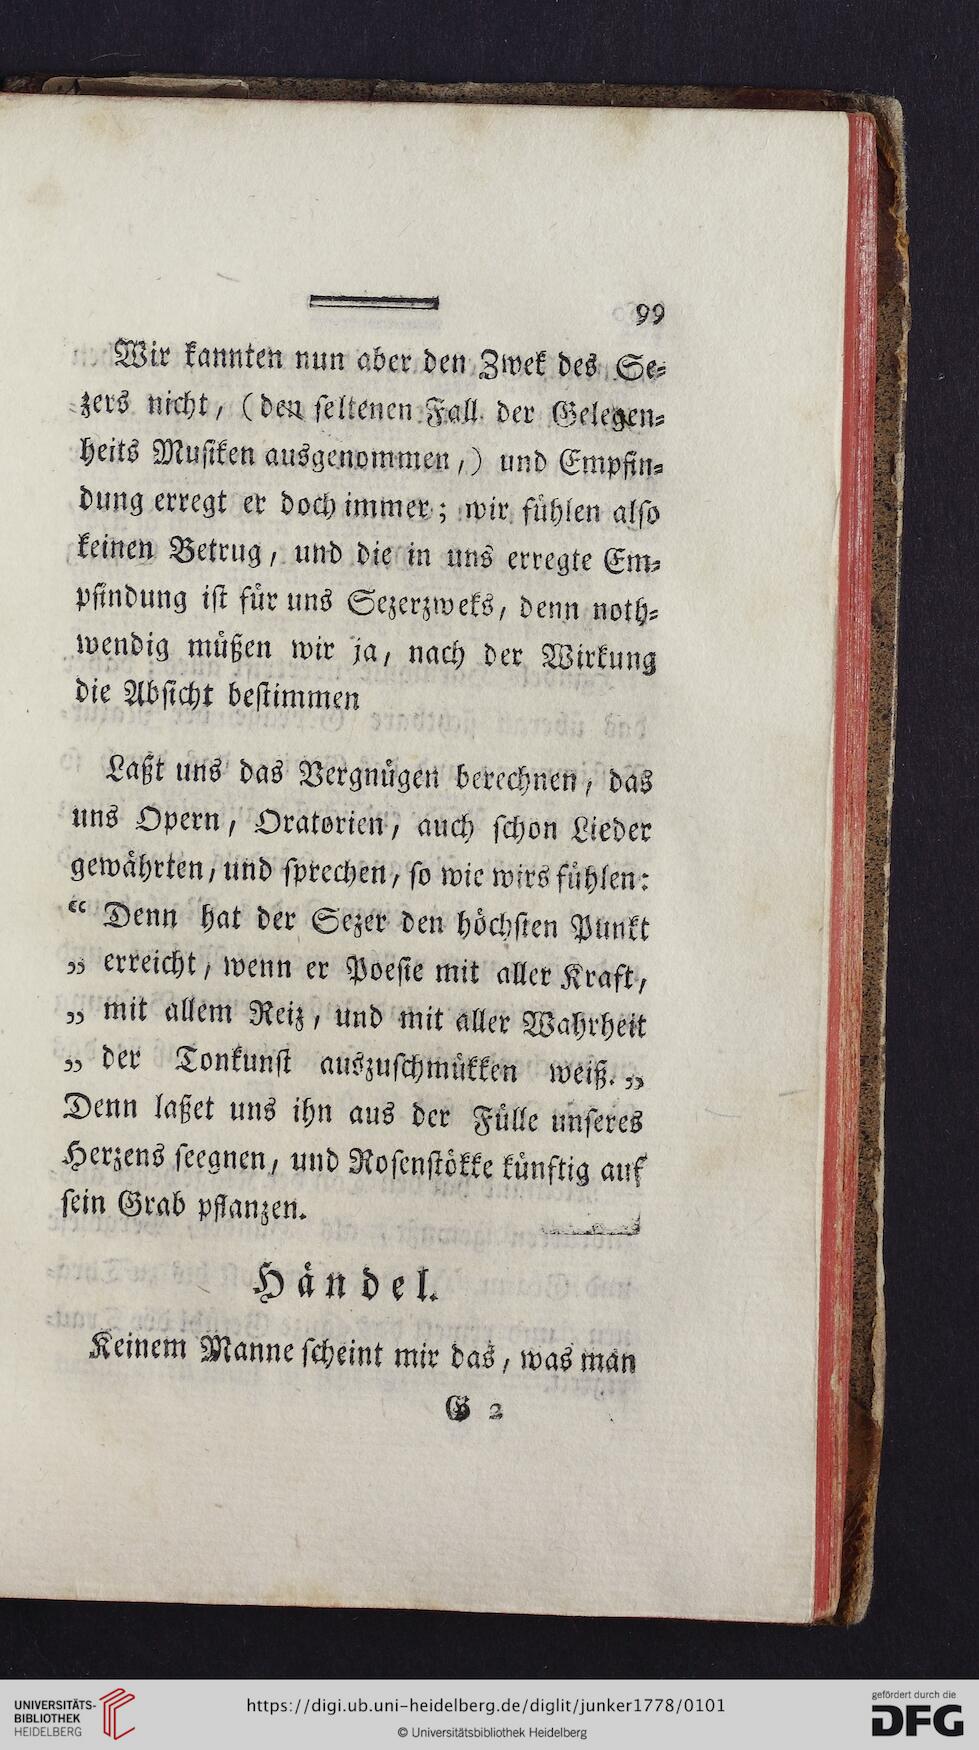 99
Wir kannten nun aber den Zwek des Se⸗
zers nicht, (den ſeltenen Fall der Gelegen⸗
heits Muſiken ausgenommen,) und Empfin⸗
dung erregt er doch immer; wir fühlen alſo
keinen Betrug, und die in uns erregte Em⸗
pfindung iſt für uns Sezerzweks, denn noth⸗
wendig müßen wir ja, nach der Wirkung
die Abſicht beſtimmen
Laßt uns das Vergnügen berechnen, das
uns Opern, Oratorien, auch ſchon Lieder
gewährten, und ſprechen, ſo wie wirs fühlen:
“ Denn hat der Sezer den höchſten Punkt
„ erreicht, wenn er Poeſie mit aller Kraft,
„ mit allem Reiz, und mit aller Wahrheit
„ der Tonkunſt auszuſchmükken weiß. „
Denn laßet uns ihn aus der Fülle unſeres
Herzens ſeegnen, und Roſenſtökke künftig auf
ſein Grab pflanzen.
Händel.
Keinem Manne ſcheint mir das, was man
G 2
UNIVERSITÄTS-
BIBLIOTHEK
HEIDELBERG
https://digi.ub.uni-heidelberg.de/diglit/junker1778/0101
© Universitätsbibliothek Heidelberg
gefördert durch die
DFG